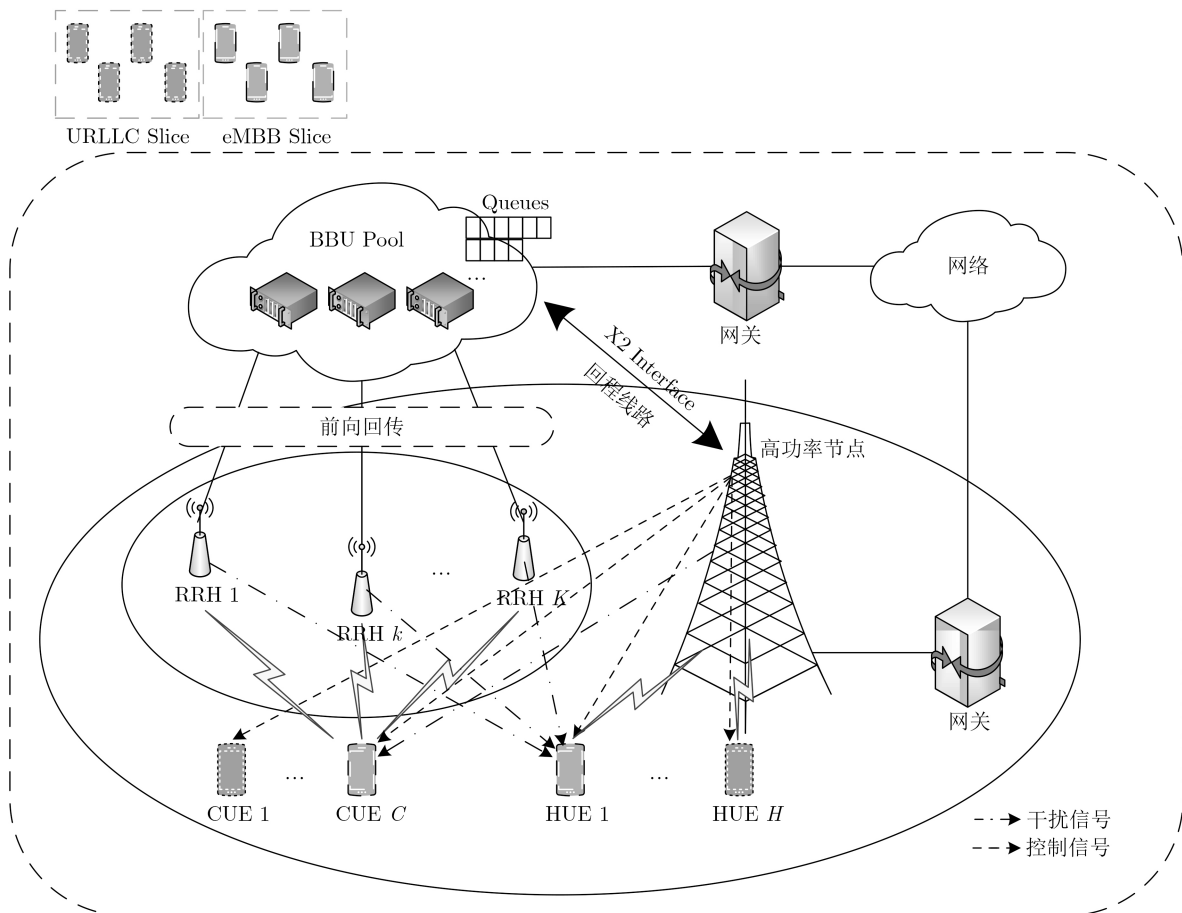 URLLC Slice
eMBB Slice
Queues
BBU Pool
...
网络
网关
X2 Interface
回程线路
前向回传
高功率节点
RRH 1
RRH k
...
RRH K
网关
...
...
CUE 1
CUE C
HUE 1
HUE H
干扰信号
控制信号